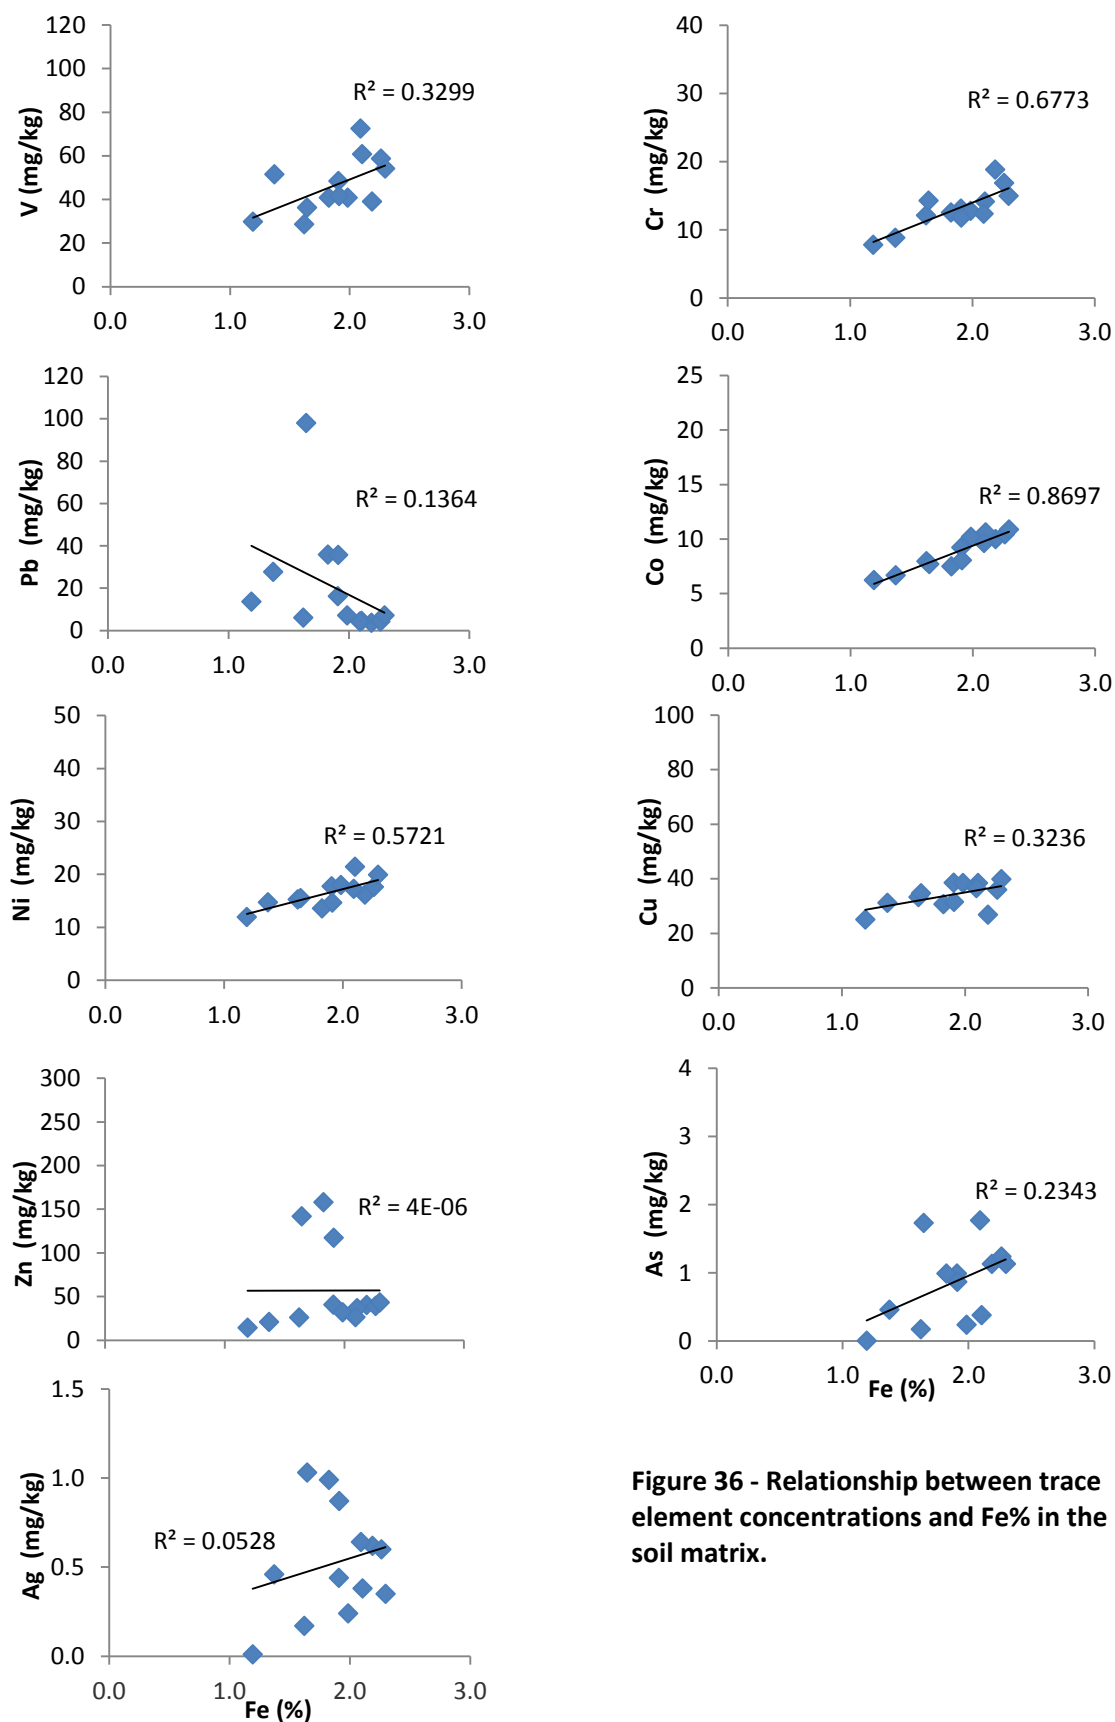 120
100
80
60
40
20
0
V (mg/kg)
R² = 0.3299
0.0 1.0 2.0 3.0
40
30
20
10
0
Cr (mg/kg)
R² = 0.6773
0.0 1.0 2.0 3.0
120
100
80
60
40
20
0
Pb (mg/kg)
R² = 0.1364
0.0 1.0 2.0 3.0
25
20
15
10
5
0
Co (mg/kg)
R² = 0.8697
0.0 1.0 2.0 3.0
50
40
30
20
10
0
Ni (mg/kg)
R² = 0.5721
0.0 1.0 2.0 3.0
100
80
60
40
20
0
Cu (mg/kg)
R² = 0.3236
0.0 1.0 2.0 3.0
300
250
200
150
100
50
0
Zn (mg/kg)
R² = 4E-06
0.0 1.0 2.0 3.0
4
3
2
1
0
As (mg/kg)
R² = 0.2343
0.0 1.0 2.0 3.0
Fe (%)
1.5
1.0
0.5
0.0
Ag (mg/kg)
R² = 0.0528
0.0 1.0 2.0 3.0
Fe (%)
Figure 36 - Relationship between trace
element concentrations and Fe% in the
soil matrix.